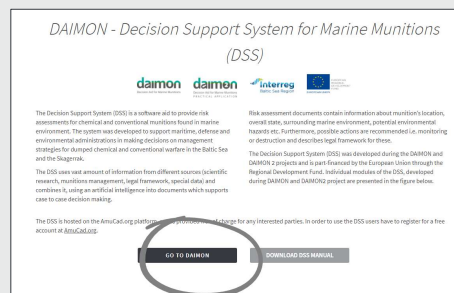 DAIMON - Decision Support System for Marine Munitions
(DSS)
daimon daimon Interreg
Baltic Sea Region
The Decision Support System (DSS) is a software aid to provide risk
assessments for chemical and conventional munitions found in marine
environment. The system was developed to support maritime, defense and
environmental administrations in making decisions on management
strategies for dumped chemical and conventional warfare in the Baltic Sea
and the Skagerrak.
The DSS uses vast amount of information from different sources (scientific
research, munitions management, legal framework, special data) and
combines it, using an artificial intelligence into documents which supports
case to case decision making.
Risk assessment documents contain information about munition's location,
overall state, surrounding marine environment, potential environmental
hazards etc. Furthermore, possible actions are recommended i.e. monitoring
or destruction and describes legal framework for these.
The Decision Support System (DSS) was developed during the DAIMON and
DAIMON 2 projects and is part-financed by the European Union through the
Regional Development Fund. Individual modules of the DSS, developed
during DAIMON and DAIMON2 project are presented in the figure below.
The DSS is hosted on the AmuCad.org platform provided of charge for any interested parties. In order to use the DSS users have to register for a free
account at AmuCad.org.
GO TO DAIMON DOWNLOAD DSS MANUAL